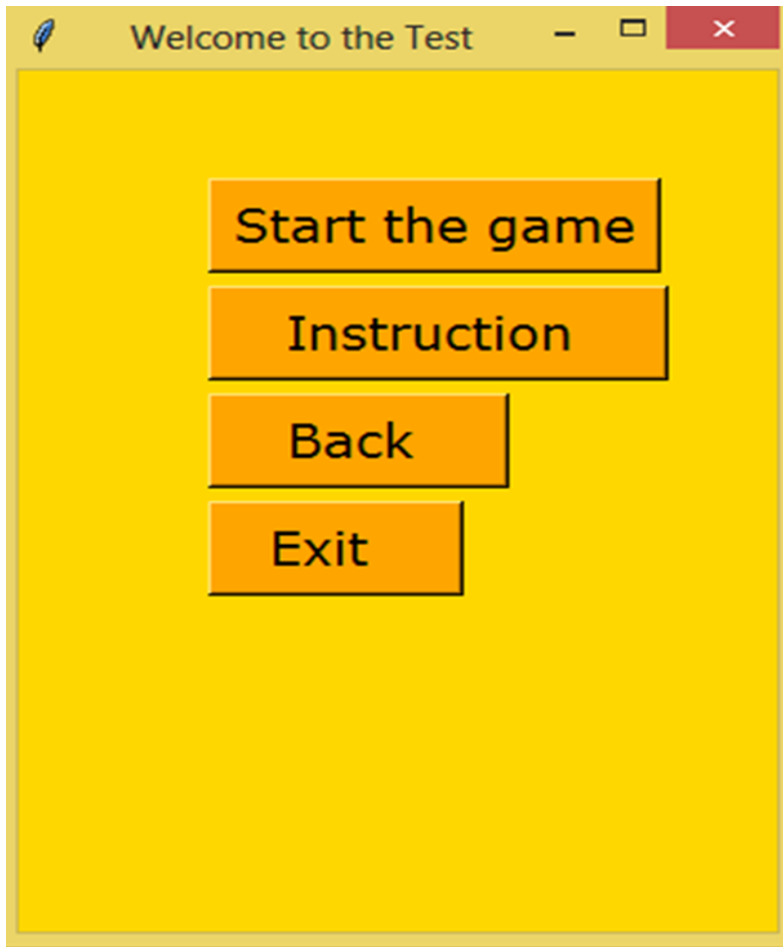 Welcome to the Test
Start the game
Instruction
Back
Exit